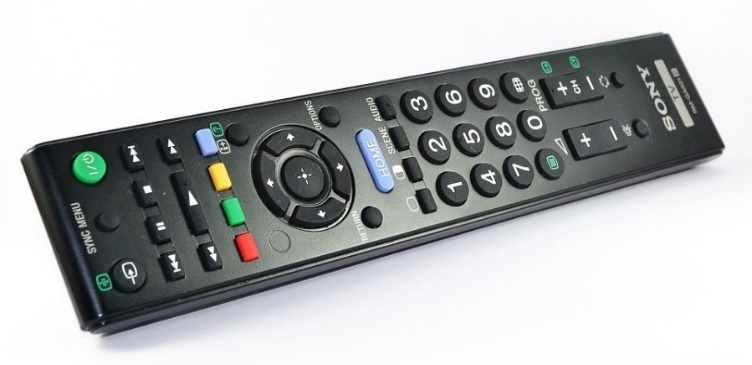 SYNC MENU
OPTIONS
RETURN
HOME
SCENE
AUDIO
1 2 3
4 5 6
7 8 9
0
PROG
+
CH
−
+
−
SONY
TV